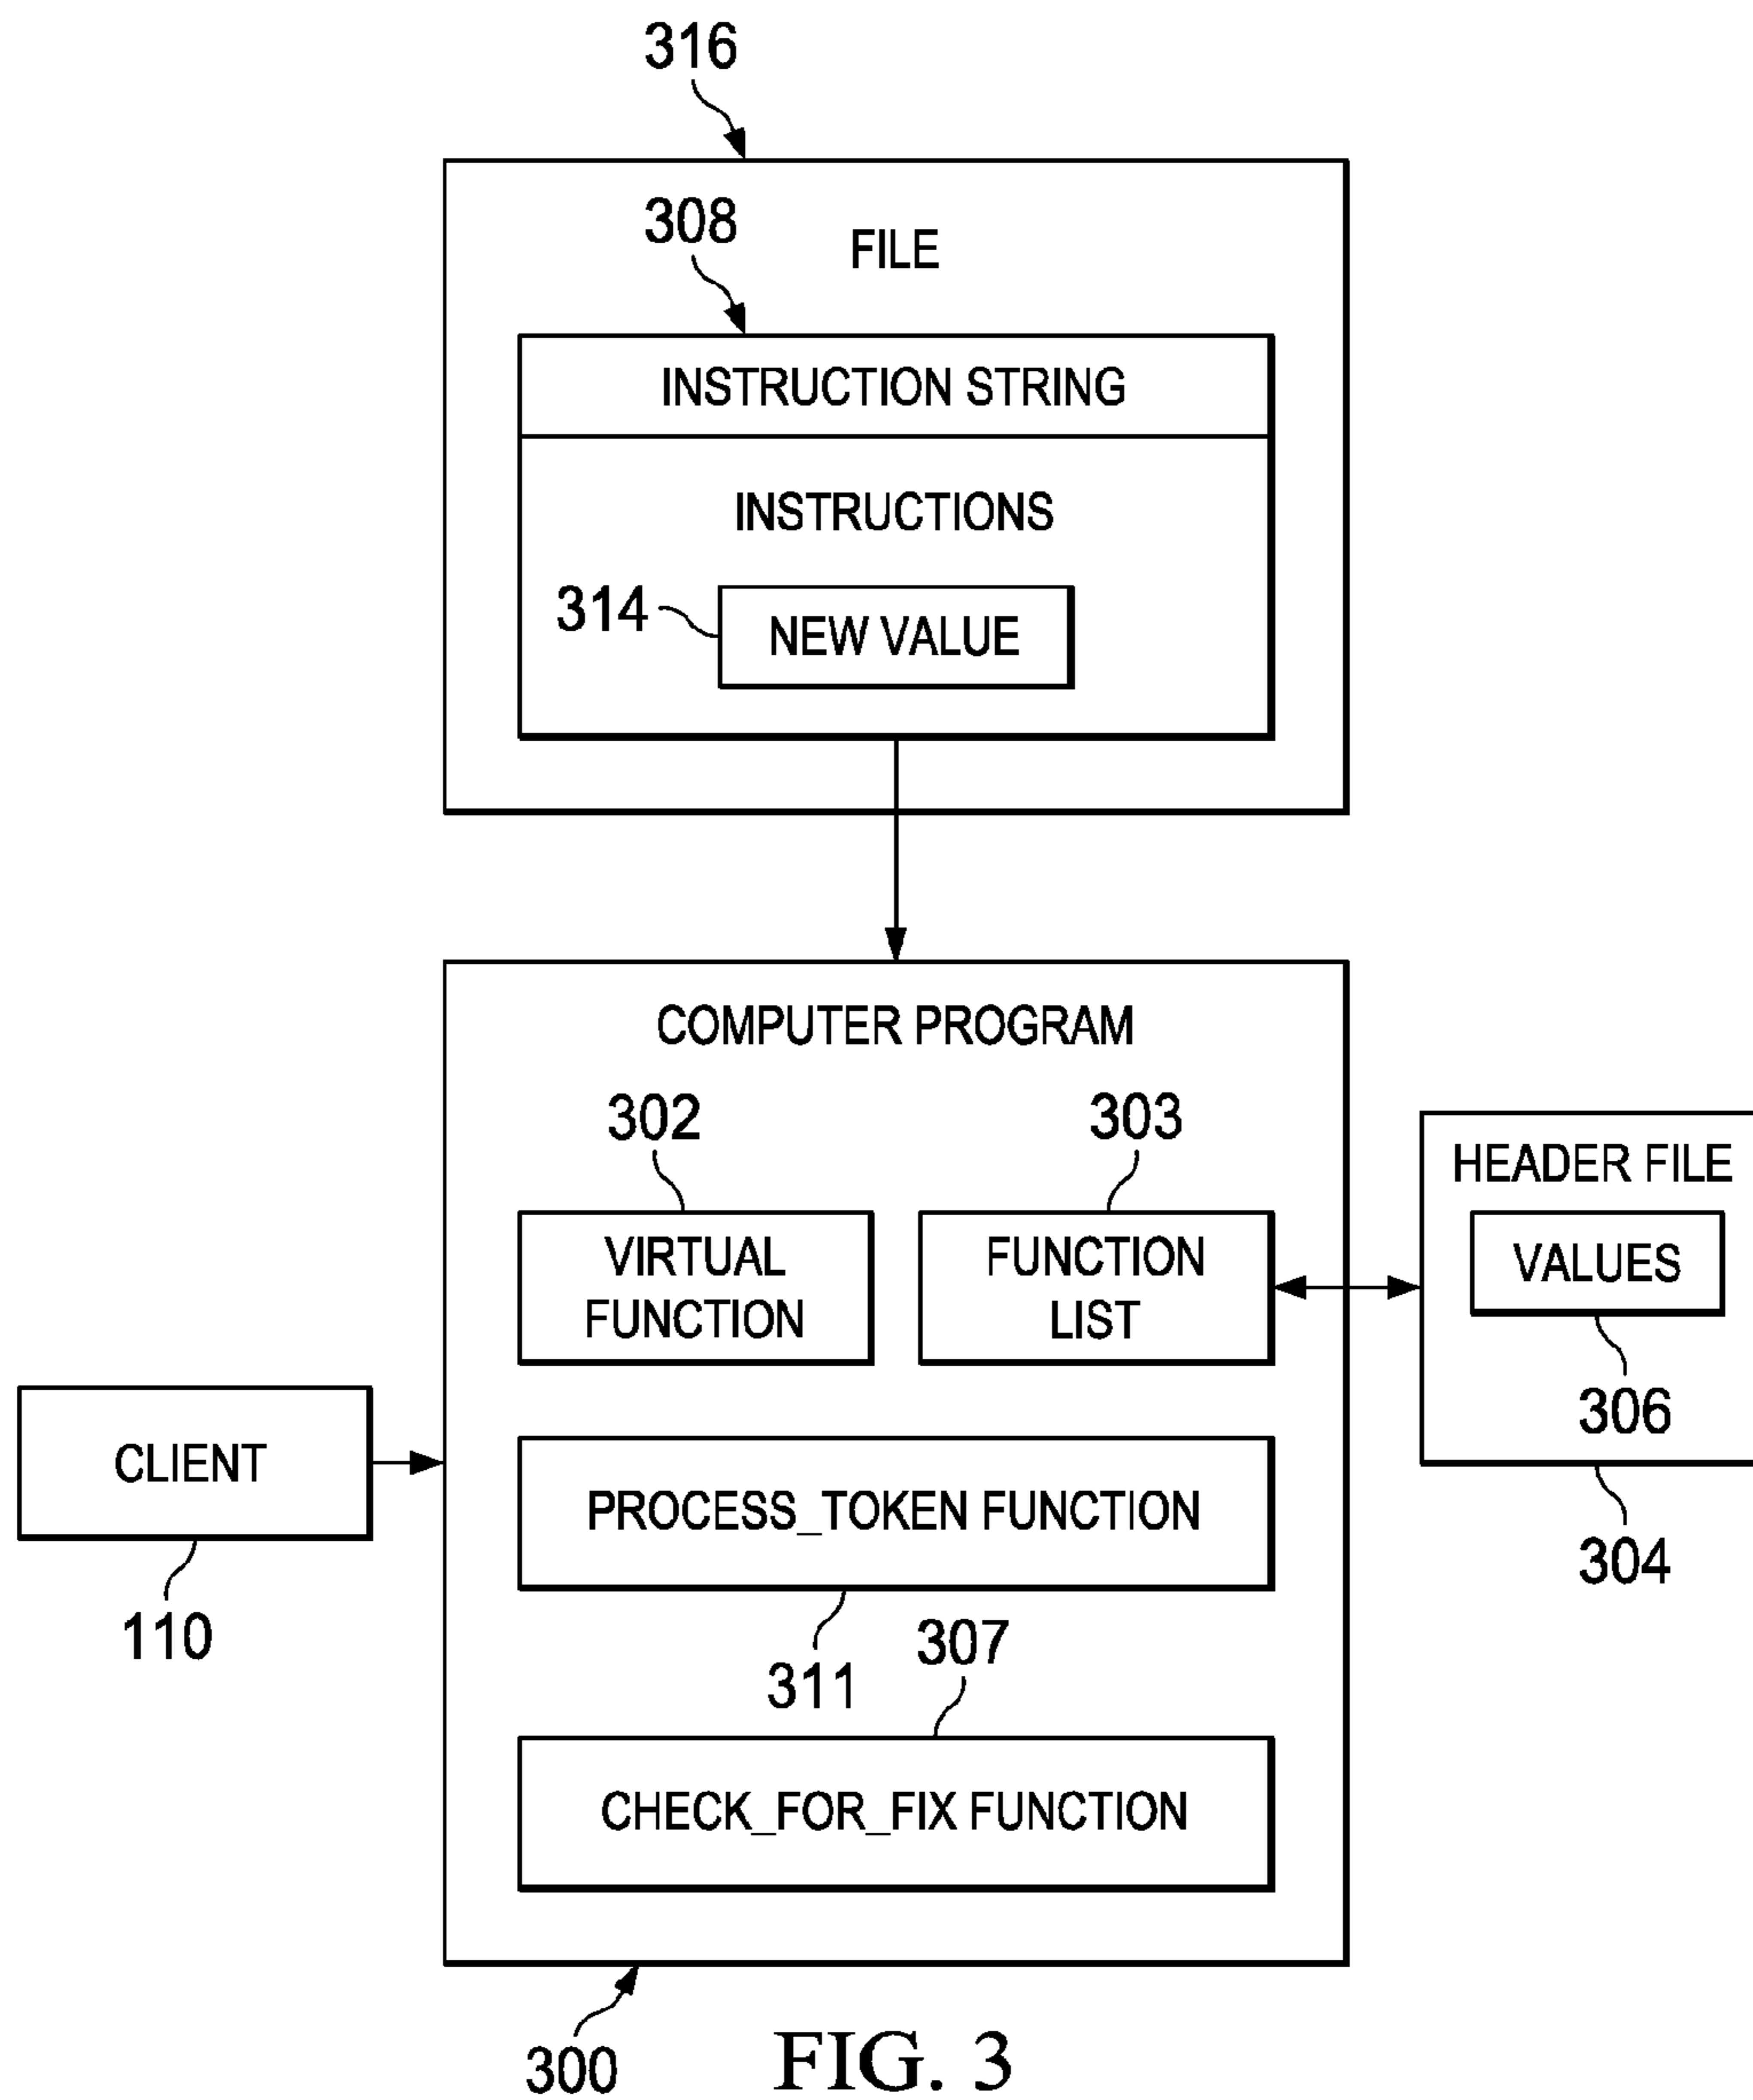 316
308
FILE
INSTRUCTION STRING
INSTRUCTIONS
314
NEW VALUE
COMPUTER PROGRAM
302
303
HEADER FILE
VIRTUAL
FUNCTION
FUNCTION
LIST
VALUES
306
CLIENT
PROCESS_TOKEN FUNCTION
304
110
311
307
CHECK_FOR_FIX FUNCTION
300
FIG. 3